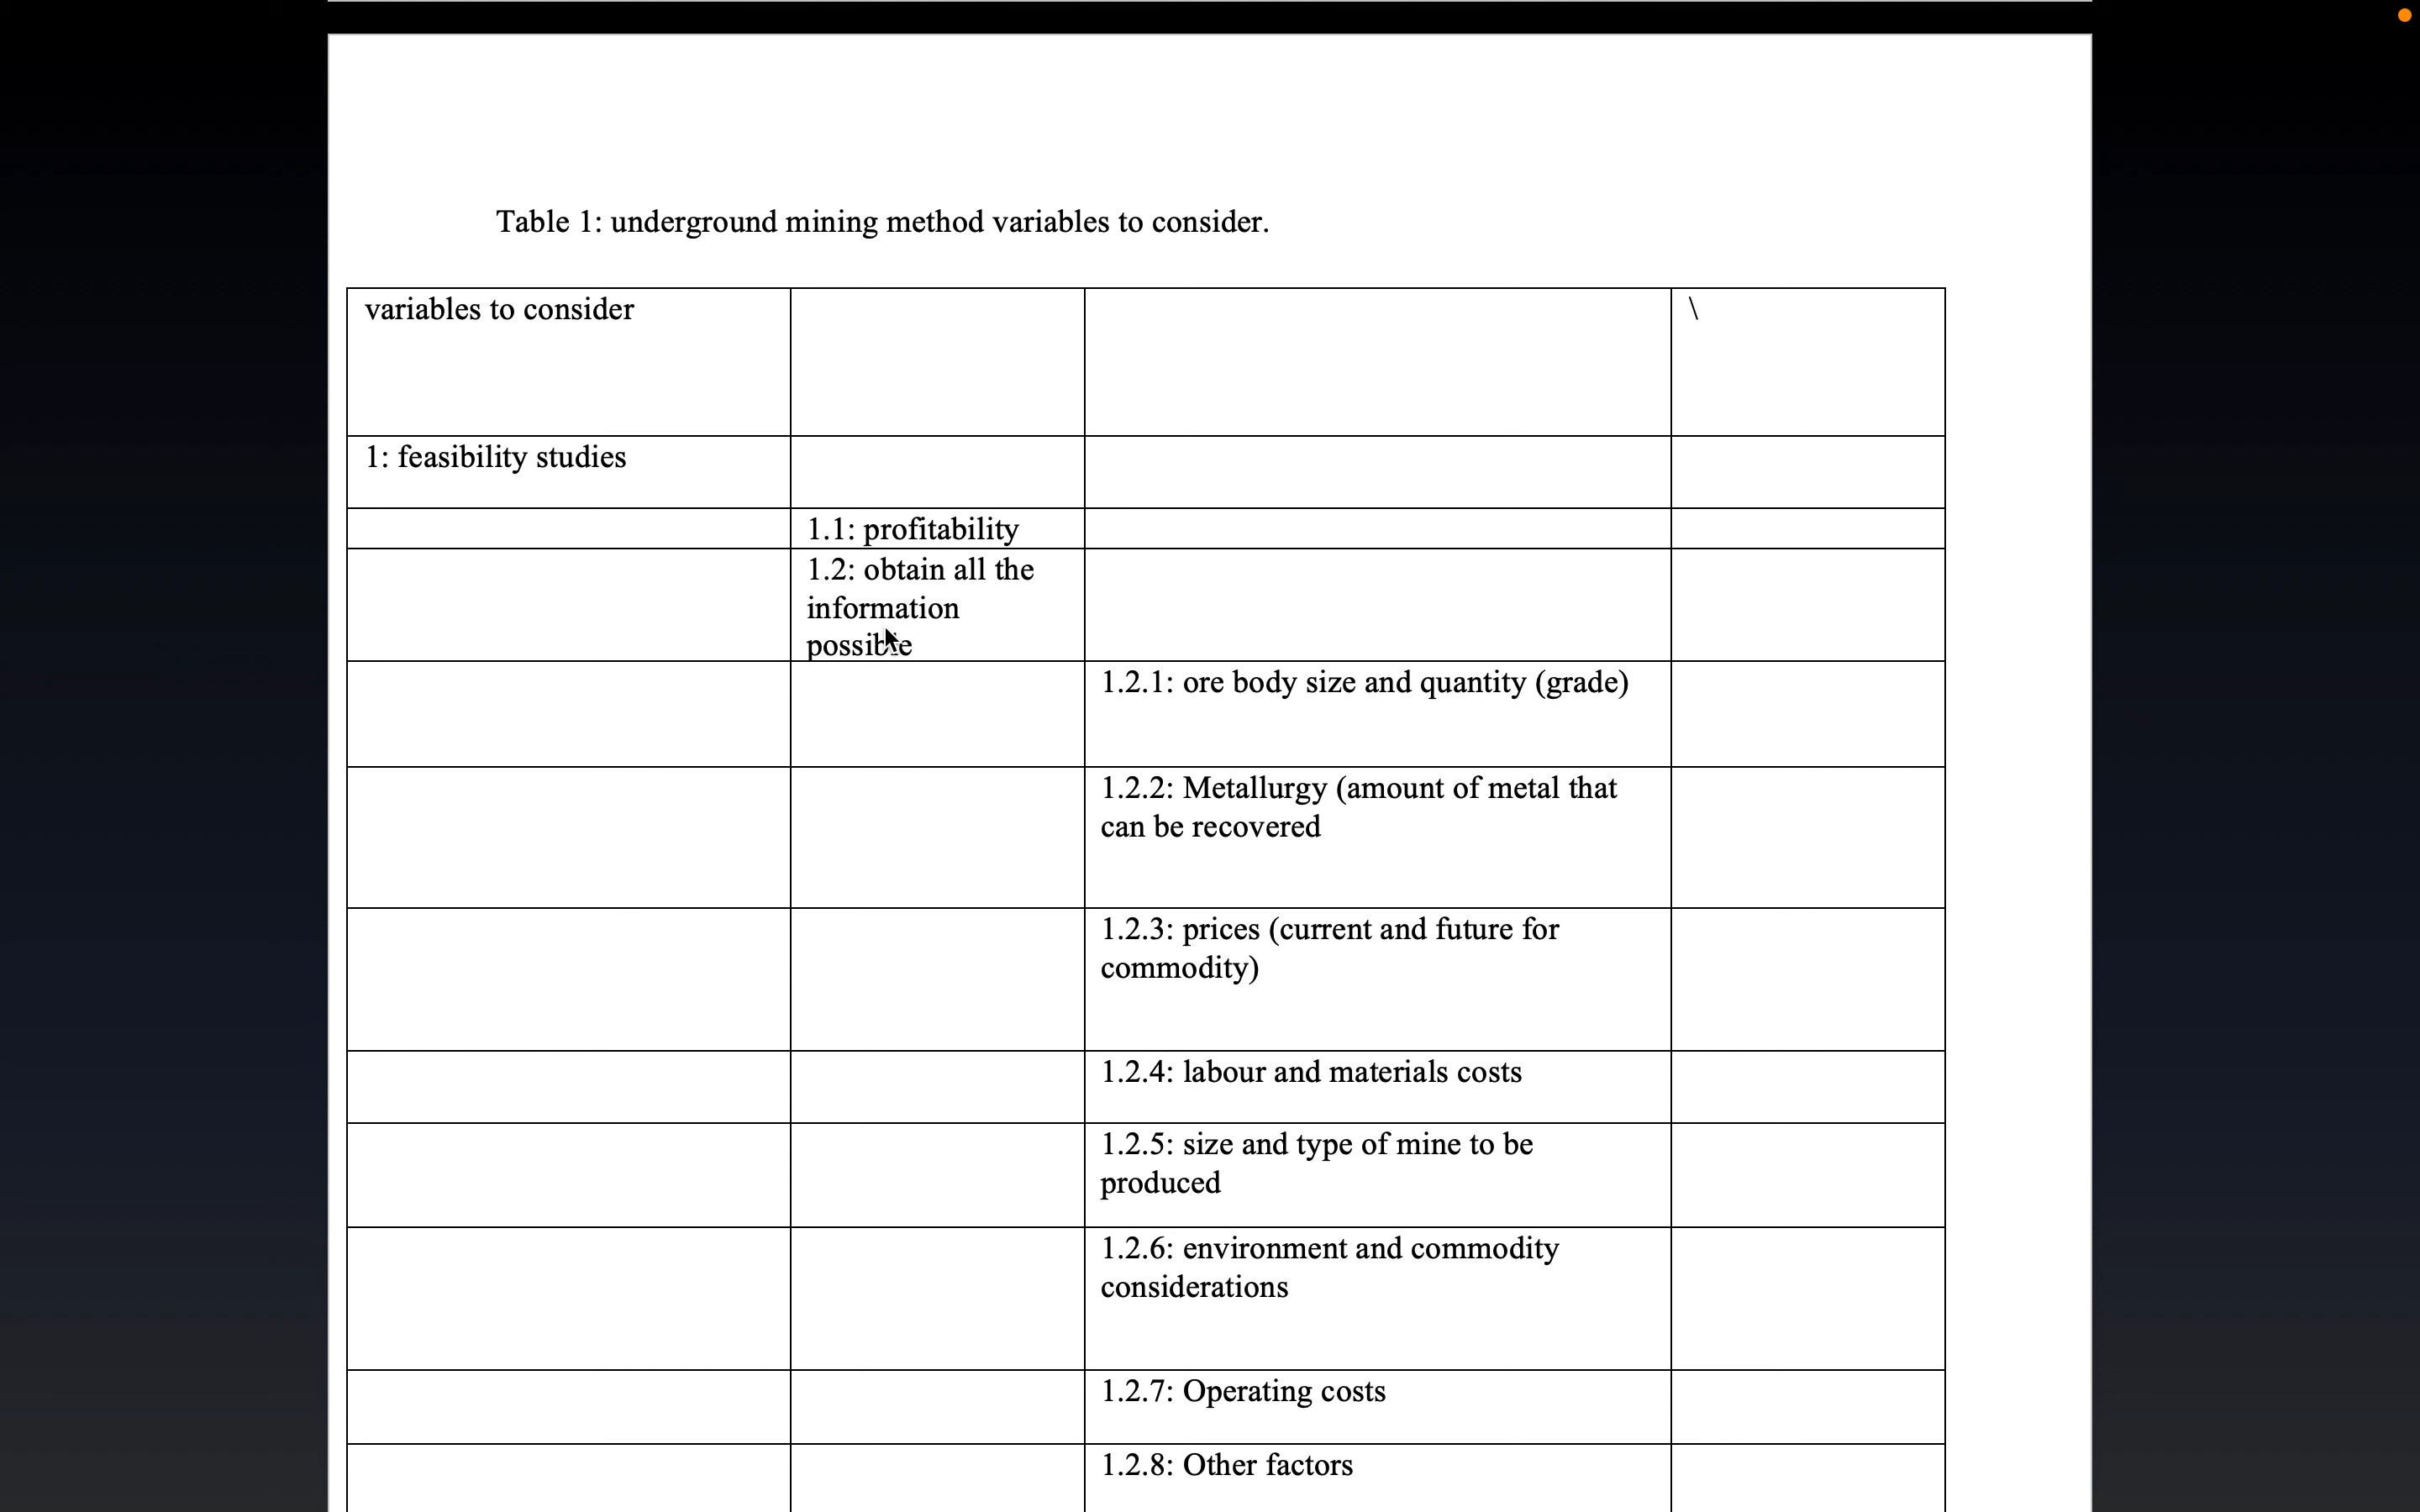 Table 1: underground mining method variables to consider.
variables to consider
\
1: feasibility studies
1.1: profitability
1.2: obtain all the
information
possible
1.2.1: ore body size and quantity (grade)
1.2.2: Metallurgy (amount of metal that
can be recovered
1.2.3: prices (current and future for
commodity)
1.2.4: labour and materials costs
1.2.5: size and type of mine to be
produced
1.2.6: environment and commodity
considerations
1.2.7: Operating costs
1.2.8: Other factors